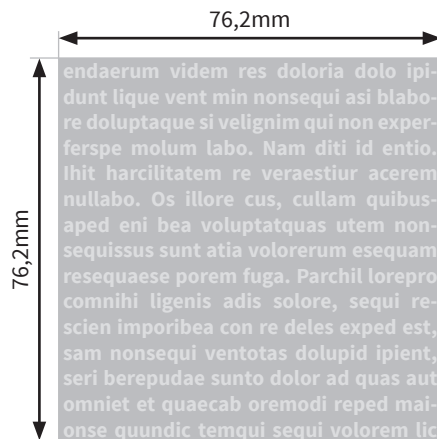 76,2mm
76,2mm
endaerum videm res doloria dolo ipi-
dunt lique vent min nonsequi asi blabo-
re doluptaque si velignim qui non exper-
ferspe molum labo. Nam diti id entio.
Ihit harcilitatem re veraestiur acerem
nullabo. Os illore cus, cullam quibus-
aped eni bea voluptatquas utem non-
sequissus sunt atia volorerum esequam
resequaese porem fuga. Parchil lorepro
comnihi ligenis adis solore, sequi re-
scien imporibea con re deles exped est,
sam nonsequi ventotas dolupid ipient,
seri berepudae sunto dolor ad quas aut
omniet et quaecab oremodi reped mai-
onse quundic temqui sequi volorem lic